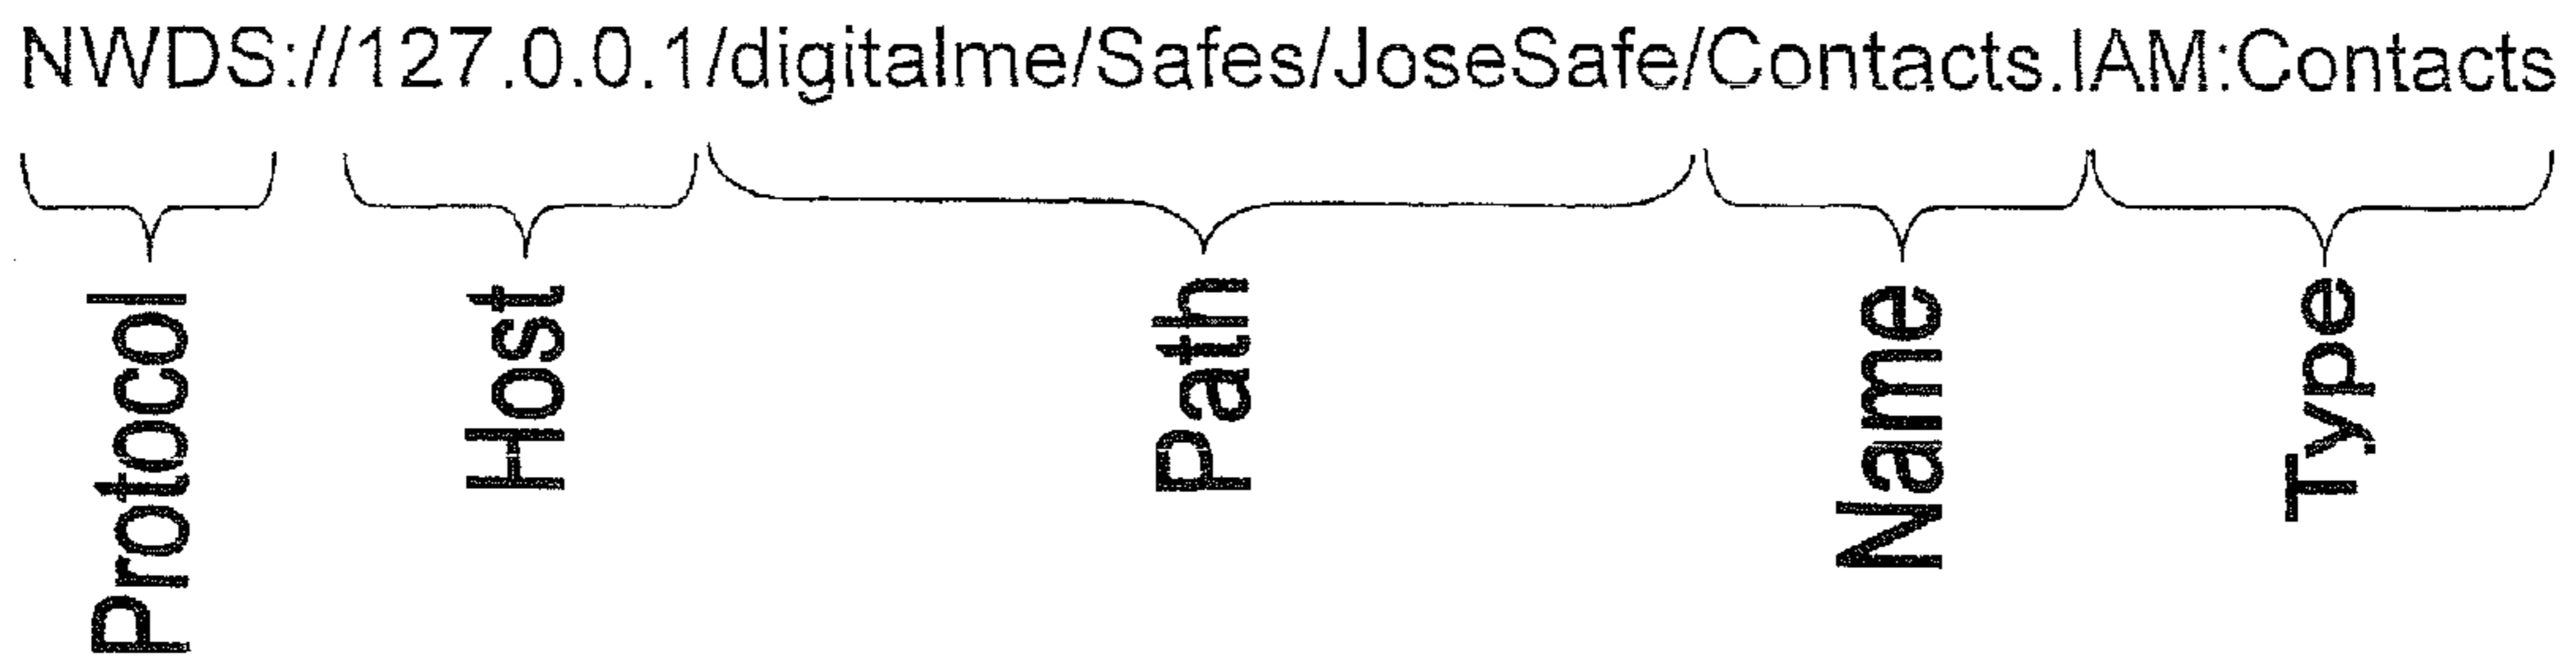 NWDS://127.0.0.1/digitalme/Safes/JoseSafe/Contacts.IAM:Contacts
Protocol
Host
Path
Name
Type